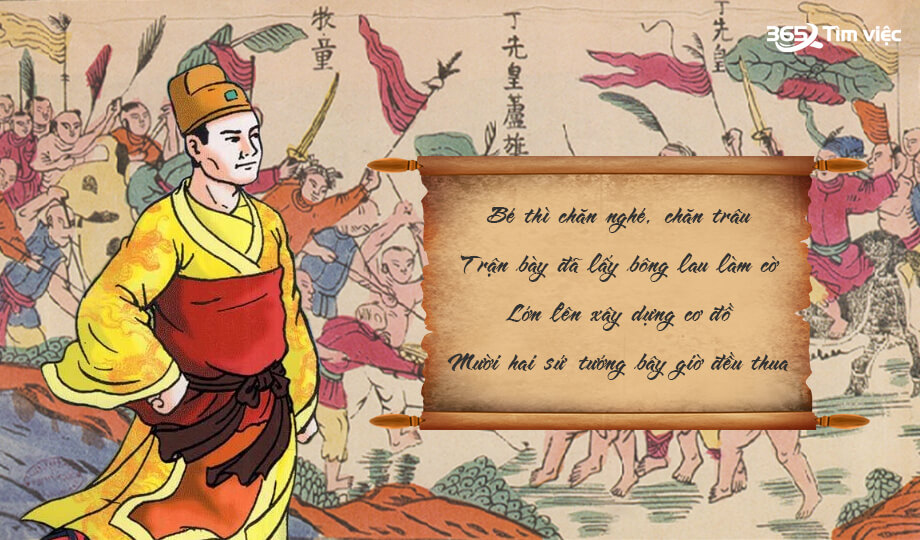 牧童
丁先皇蘆雄
丁先皇
365 Tìm việc
Bé thì chăn nghé, chăn trâu
Trận bày đã lấy bông lau làm cờ
Lớn lên xây dựng cơ đồ
Mười hai sứ tướng bây giờ đều thua